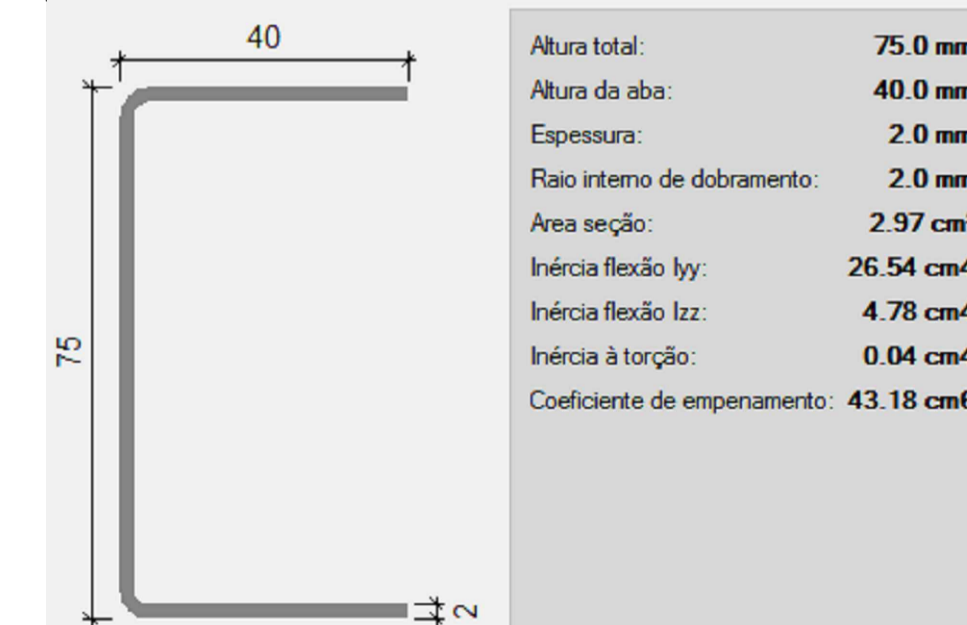 40
75
2
Altura total: 75.0 mm
Altura da aba: 40.0 mm
Espessura: 2.0 mm
Raio interno de dobramento: 2.0 mm
Area seção: 2.97 cm²
Inércia flexão Iyy: 26.54 cm4
Inércia flexão Izz: 4.78 cm4
Inércia à torção: 0.04 cm4
Coeficiente de empenamento: 43.18 cm6